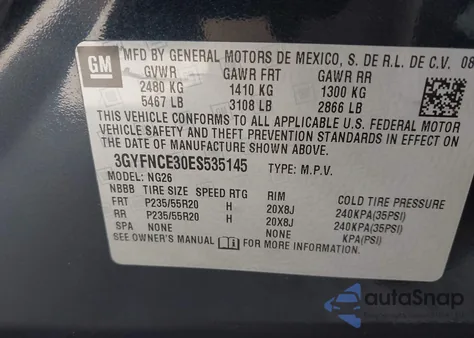 GM
MFD BY GENERAL MOTORS DE MEXICO, S. DE R.L. DE C.V. 08
GVWR GAWR FRT GAWR RR
2480 KG 1410 KG 1300 KG
5467 LB 3108 LB 2866 LB
THIS VEHICLE CONFORMS TO ALL APPLICABLE U.S. FEDERAL MOTOR
VEHICLE SAFETY AND THEFT PREVENTION STANDARDS IN EFFECT ON
THE DATE OF MANUFACTURE SHOWN ABOVE.
3GYFNCE30ES535145 TYPE: M.P.V.
MODEL: NG26
NBBB TIRE SIZE SPEED RTG RIM COLD TIRE PRESSURE
FRT P235/55R20 H 20X8J 240KPA(35PSI)
RR P235/55R20 H 20X8J 240KPA(35PSI)
SPA NONE NONE KPA(PSI)
SEE OWNER'S MANUAL FOR MORE INFORMATION.
autoSnap